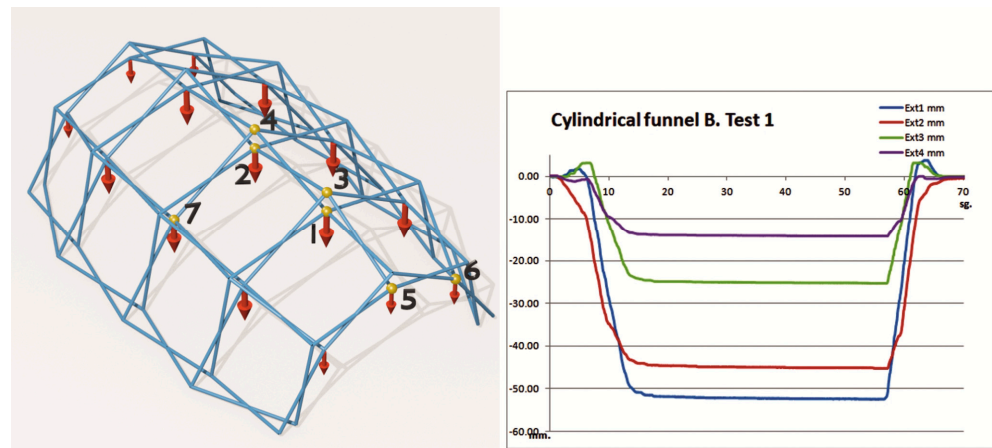 4
2
3
7
1
6
5
Cylindrical funnel B. Test 1
Ext1 mm
Ext2 mm
Ext3 mm
Ext4 mm
0.00
-10.00
-20.00
-30.00
-40.00
-50.00
-60.00
0 10 20 30 40 50 60 70
sg.
mm.